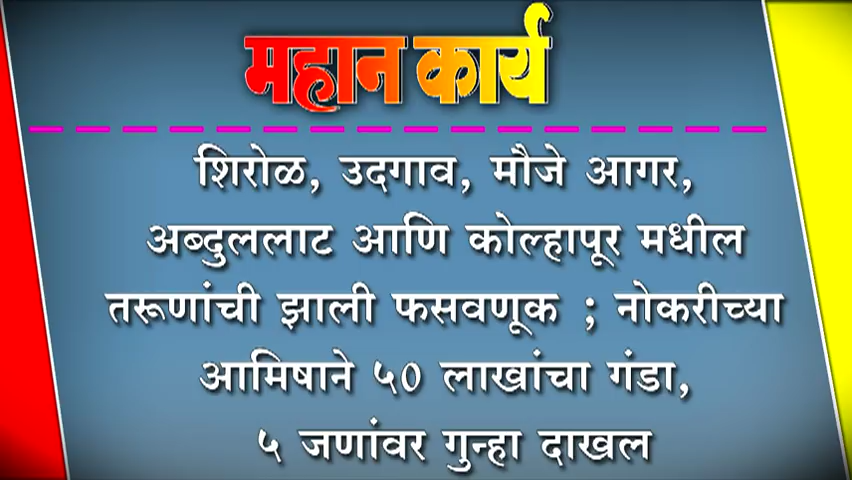 महान कार्य
शिरोळ, उदगाव, मौजे आगर,
अब्दुललाट आणि कोल्हापूर मधील
तरूणांची झाली फसवणूक ; नोकरीच्या
आमिषाने ५० लाखांचा गंडा,
५ जणांवर गुन्हा दाखल